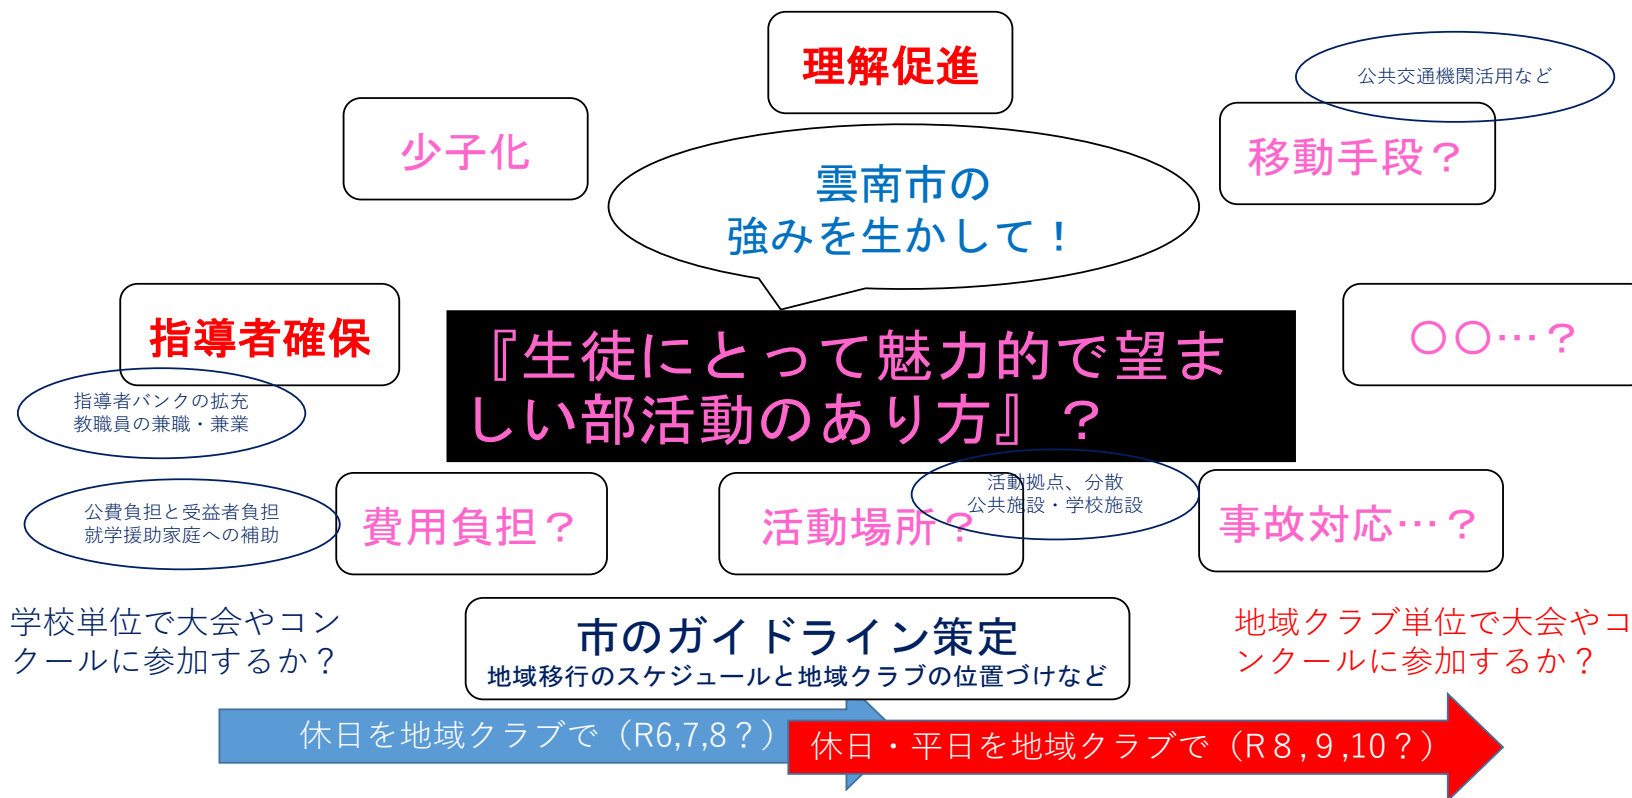 理解促進
公共交通機関活用など
少子化
移動手段？
雲南市の
強みを生かして！
指導者確保
指導者バンクの拡充
教職員の兼職・兼業
『生徒にとって魅力的で望ま
しい部活動のあり方』？
〇〇…？
公費負担と受益者負担
就学援助家庭への補助
費用負担？
活動場所？
活動拠点、分散
公共施設・学校施設
事故対応…？
学校単位で大会やコン
クールに参加するか？
市のガイドライン策定
地域移行のスケジュールと地域クラブの位置づけなど
地域クラブ単位で大会やコ
ンクールに参加するか？
休日を地域クラブで（R6,7,8？）
休日・平日を地域クラブで（R８,９,10？）